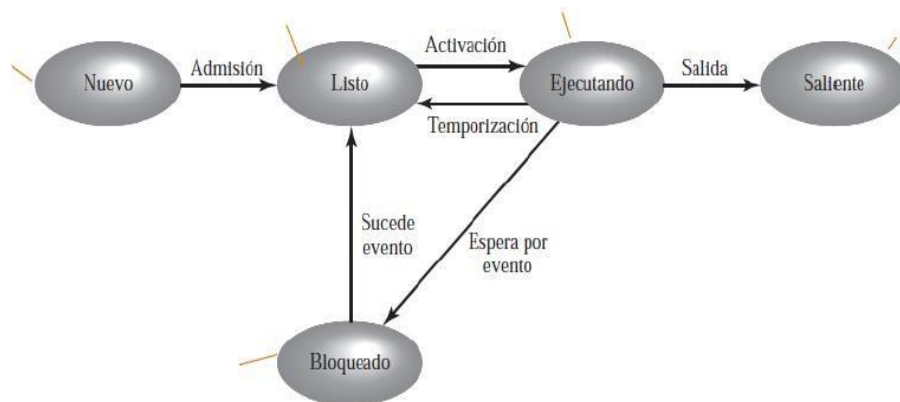 Nuevo
Admisión
Listo
Activación
Temporización
Ejecutando
Salida
Saliente
Sucede
evento
Espera por
evento
Bloqueado